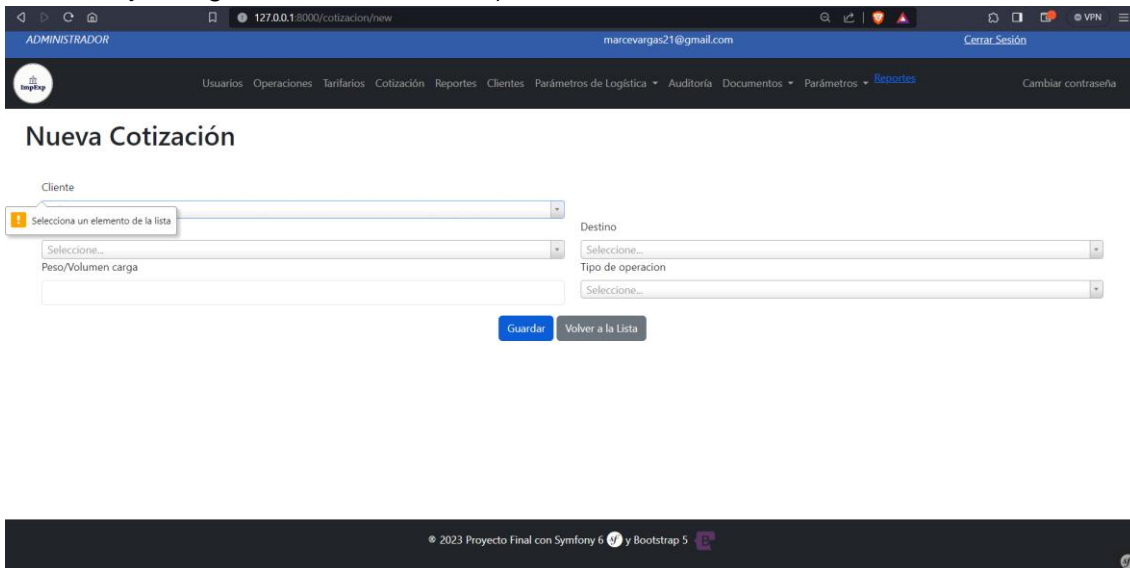 127.0.0.1:8000/cotizacion/new
VPN
ADMINISTRADOR
marcevargas21@gmail.com
Cerrar Sesión
ImpExp
Usuarios Operaciones Tarifarios Cotización Reportes Clientes Parámetros de Logística Auditoría Documentos Parámetros Reportes
Cambiar contraseña
Nueva Cotización
Cliente
Selecciona un elemento de la lista
Destino
Seleccione...
Seleccione...
Peso/Volumen carga
Tipo de operacion
Seleccione...
Guardar
Volver a la Lista
© 2023 Proyecto Final con Symfony 6 sf y Bootstrap 5 B